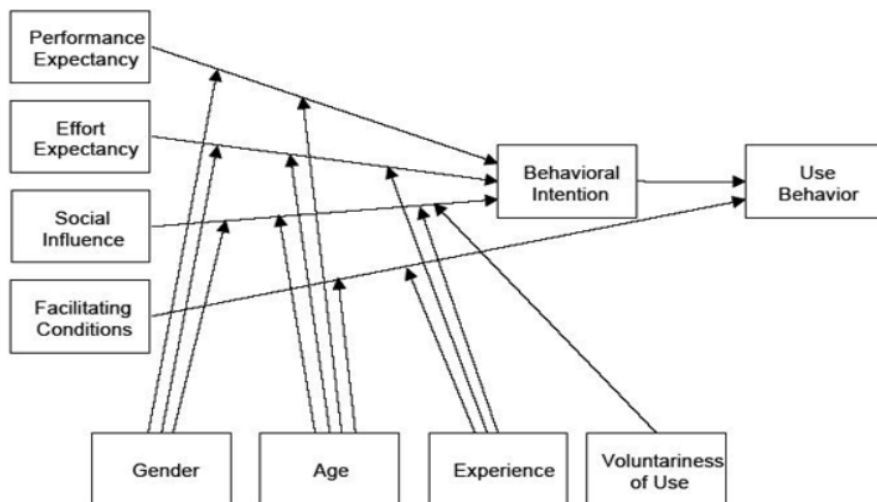 Performance
Expectancy
Effort
Expectancy
Social
Influence
Facilitating
Conditions
Behavioral
Intention
Use
Behavior
Gender
Age
Experience
Voluntariness
of Use